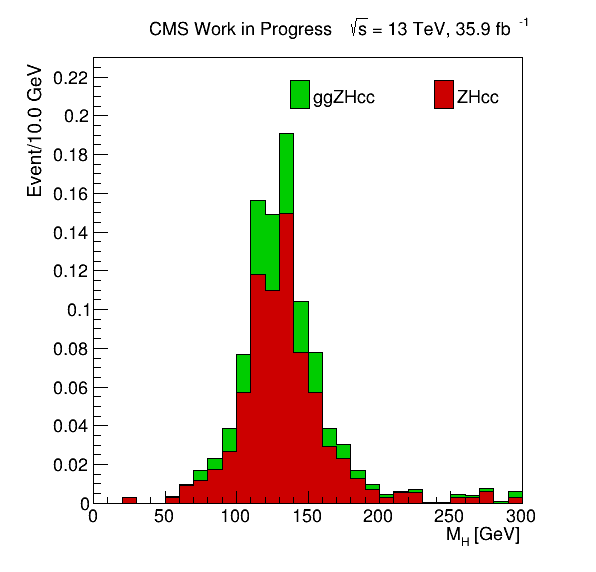 CMS Work in Progress √s = 13 TeV, 35.9 fb -1
Event/10.0 GeV
ggZHcc ZHcc
0.22
0.2
0.18
0.16
0.14
0.12
0.1
0.08
0.06
0.04
0.02
0
0 50 100 150 200 250 300
M_H [GeV]